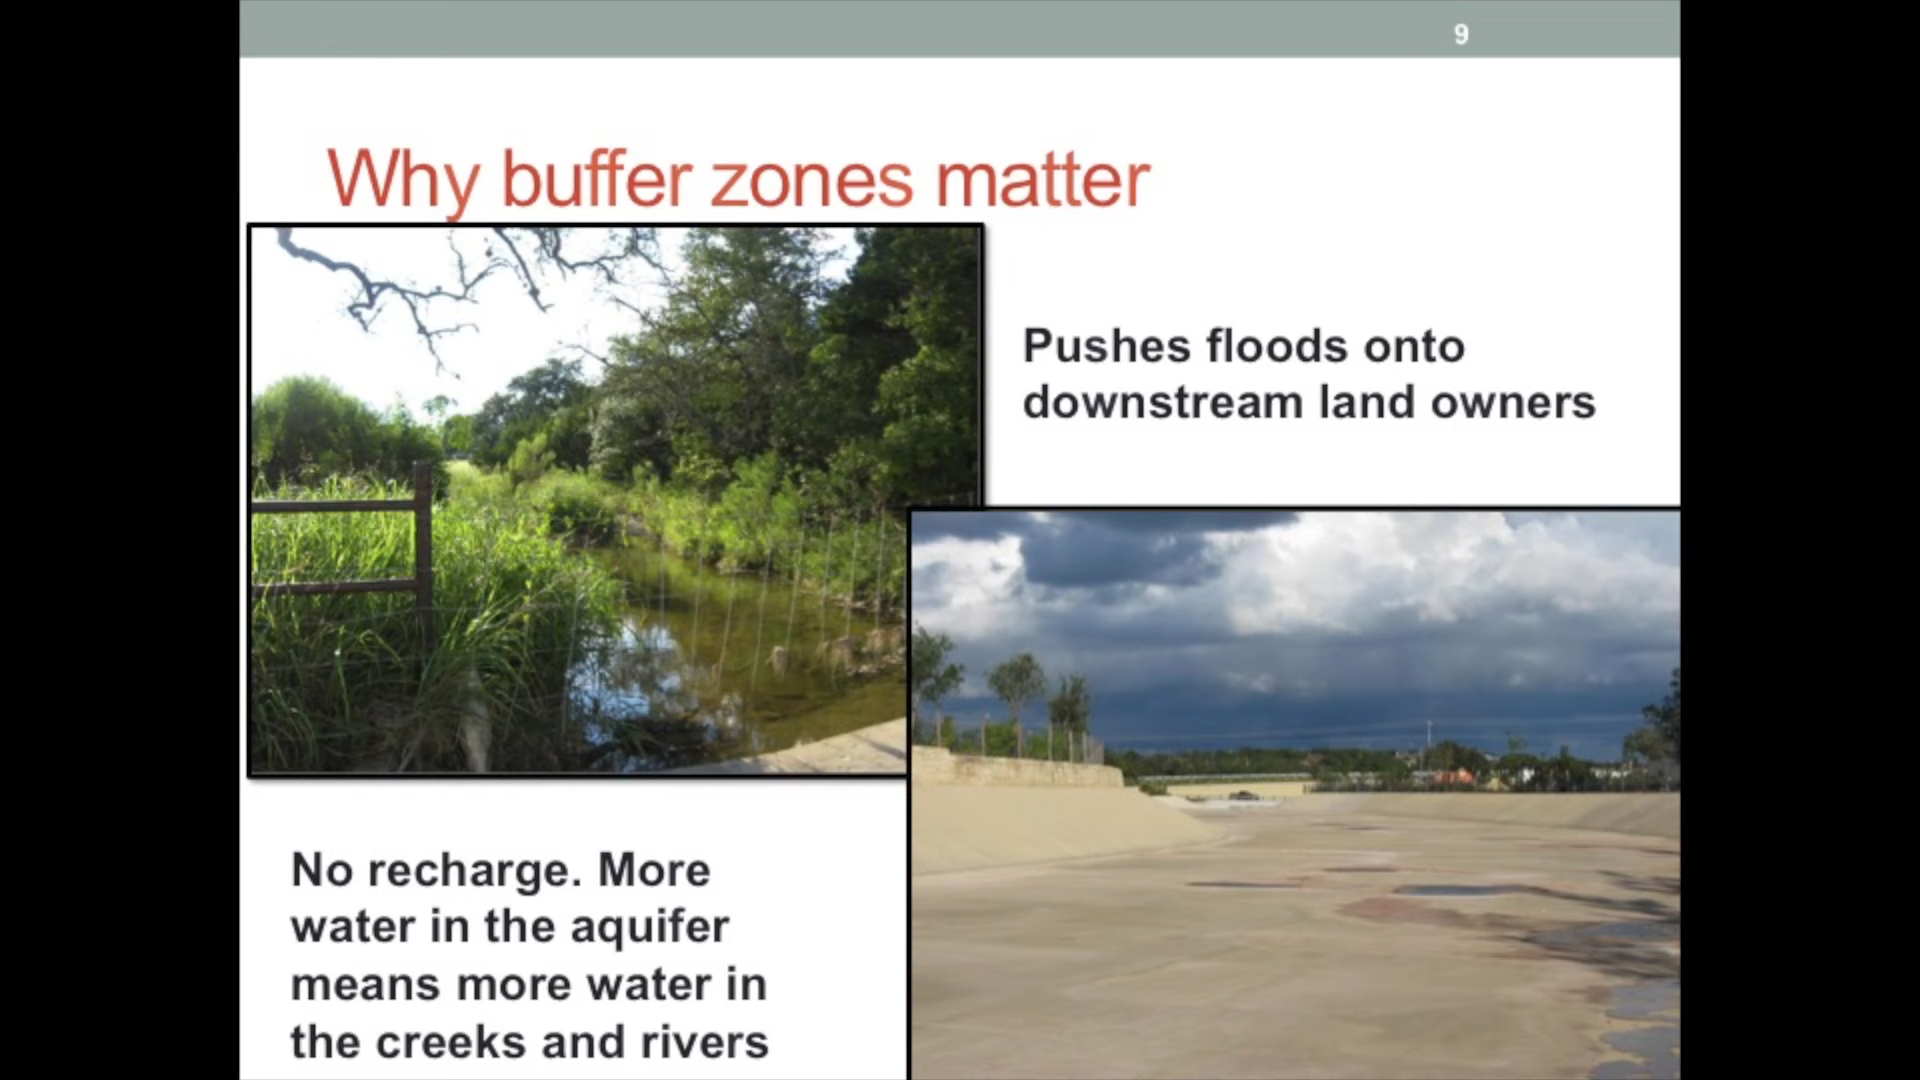 9
Why buffer zones matter
Pushes floods onto
downstream land owners
No recharge. More
water in the aquifer
means more water in
the creeks and rivers